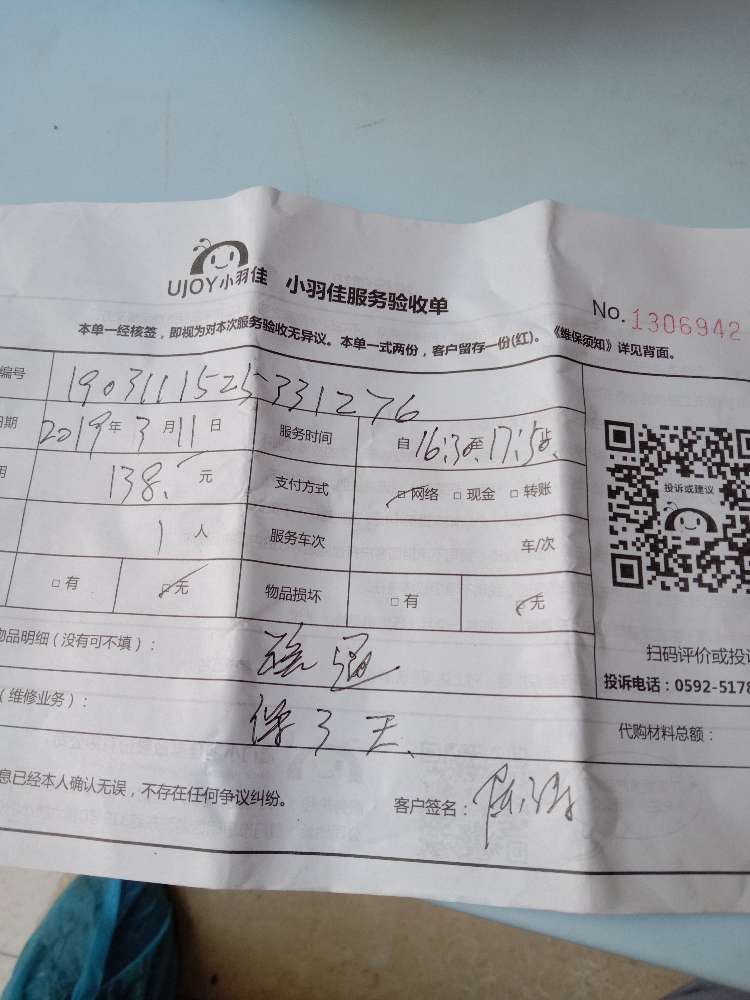 UJOY小羽佳 小羽佳服务验收单
No. 1306942
本单一经核签，即视为对本次服务验收无异议。本单一式两份，客户留存一份(红)。《维保须知》详见背面。
编号 1903111525331276
日期 2019年3月11日 服务时间 自16:30至17:5
用 138.元 支付方式 □网络 □现金 □转账
1人 服务车次 车/次
□有 □无 物品损坏 □有 □无
投诉或建议
物品明细（没有可不填）：
扫码评价或投诉
投诉电话：0592-5178
（维修业务）： 保3天
代购材料总额：
息已经本人确认无误，不存在任何争议纠纷。 客户签名：